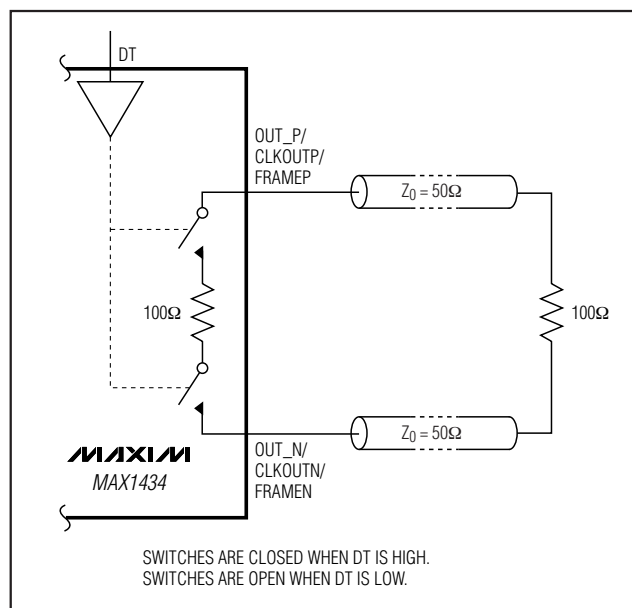 DT
OUT_P/
CLKOUTP/
FRAMEP
Z0 = 50Ω
100Ω
100Ω
Z0 = 50Ω
OUT_N/
CLKOUTN/
FRAMEN
MAXIM
MAX1434
SWITCHES ARE CLOSED WHEN DT IS HIGH.
SWITCHES ARE OPEN WHEN DT IS LOW.